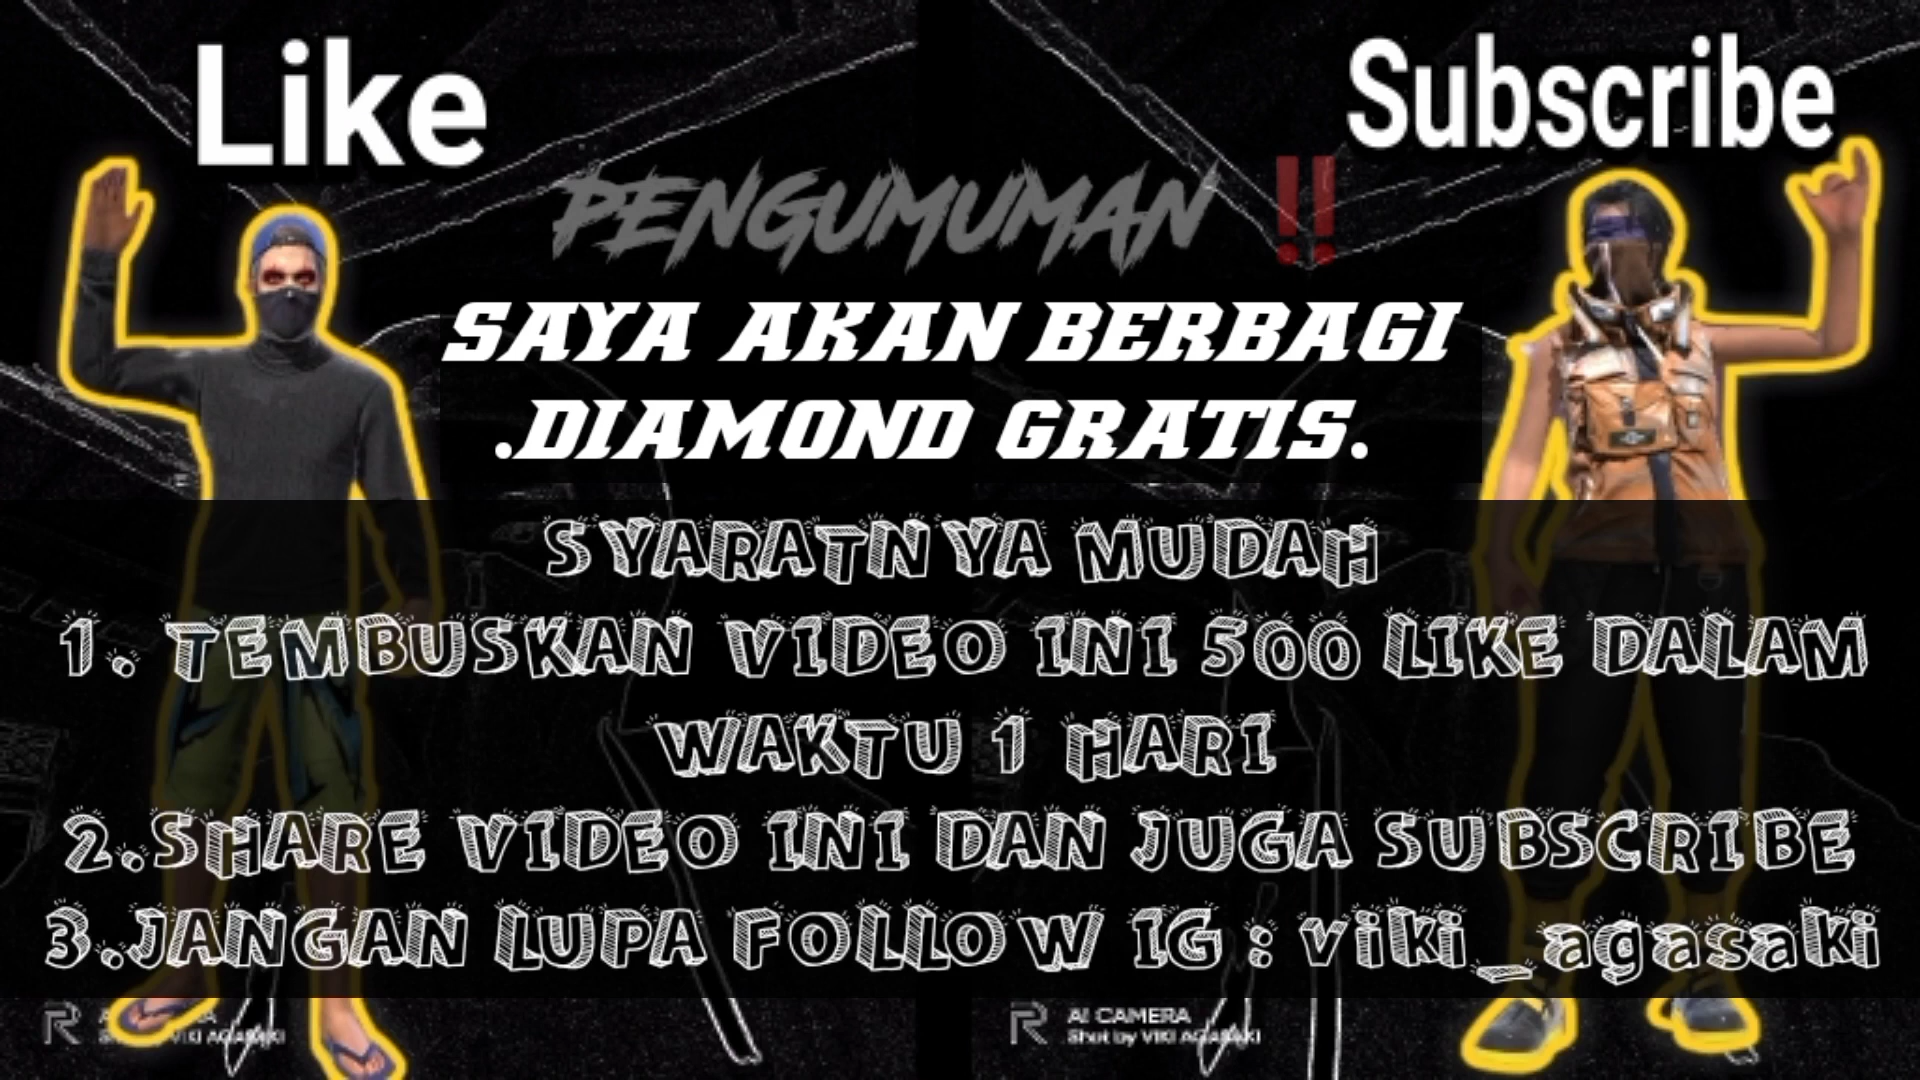 Like
Subscribe
PENGUMUMAN ‼
SAYA AKAN BERBAGI
.DIAMOND GRATIS.
SYARATNYA MUDAH
1. TEMBUSKAN VIDEO INI 500 LIKE DALAM
WAKTU 1 HARI
2.SHARE VIDEO INI DAN JUGA SUBSCRIBE
3.JANGAN LUPA FOLLOW IG : viki_agasaki
R
VIKI AGASAKI
R AI CAMERA
Shot by VIKI AGASAKI